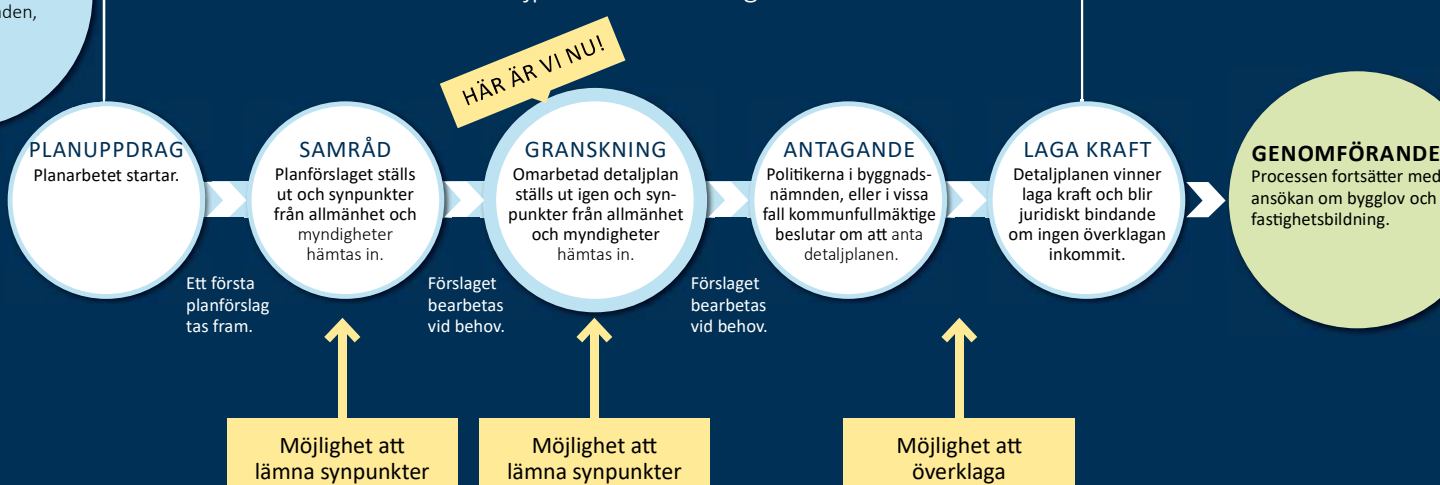 HÄR ÄR VI NU!
PLANUPPDRAG
Planarbetet startar.
Ett första
planförslag
tas fram.
SAMRÅD
Planförslaget ställs
ut och synpunkter
från allmänhet och
myndigheter
hämtas in.
Förslaget
bearbetas
vid behov.
GRANSKNING
Omarbetad detaljplan
ställs ut igen och syn-
punkter från allmänhet
och myndigheter
hämtas in.
Förslaget
bearbetas
vid behov.
ANTAGANDE
Politikerna i byggnads-
nämnden, eller i vissa
fall kommunfullmäktige
beslutar om att anta
detaljplanen.
LAGA KRAFT
Detaljplanen vinner
laga kraft och blir
juridiskt bindande
om ingen överklagan
inkommit.
GENOMFÖRANDE
Processen fortsätter med
ansökan om bygglov och
fastighetsbildning.
Möjlighet att
lämna synpunkter
Möjlighet att
lämna synpunkter
Möjlighet att
överklaga